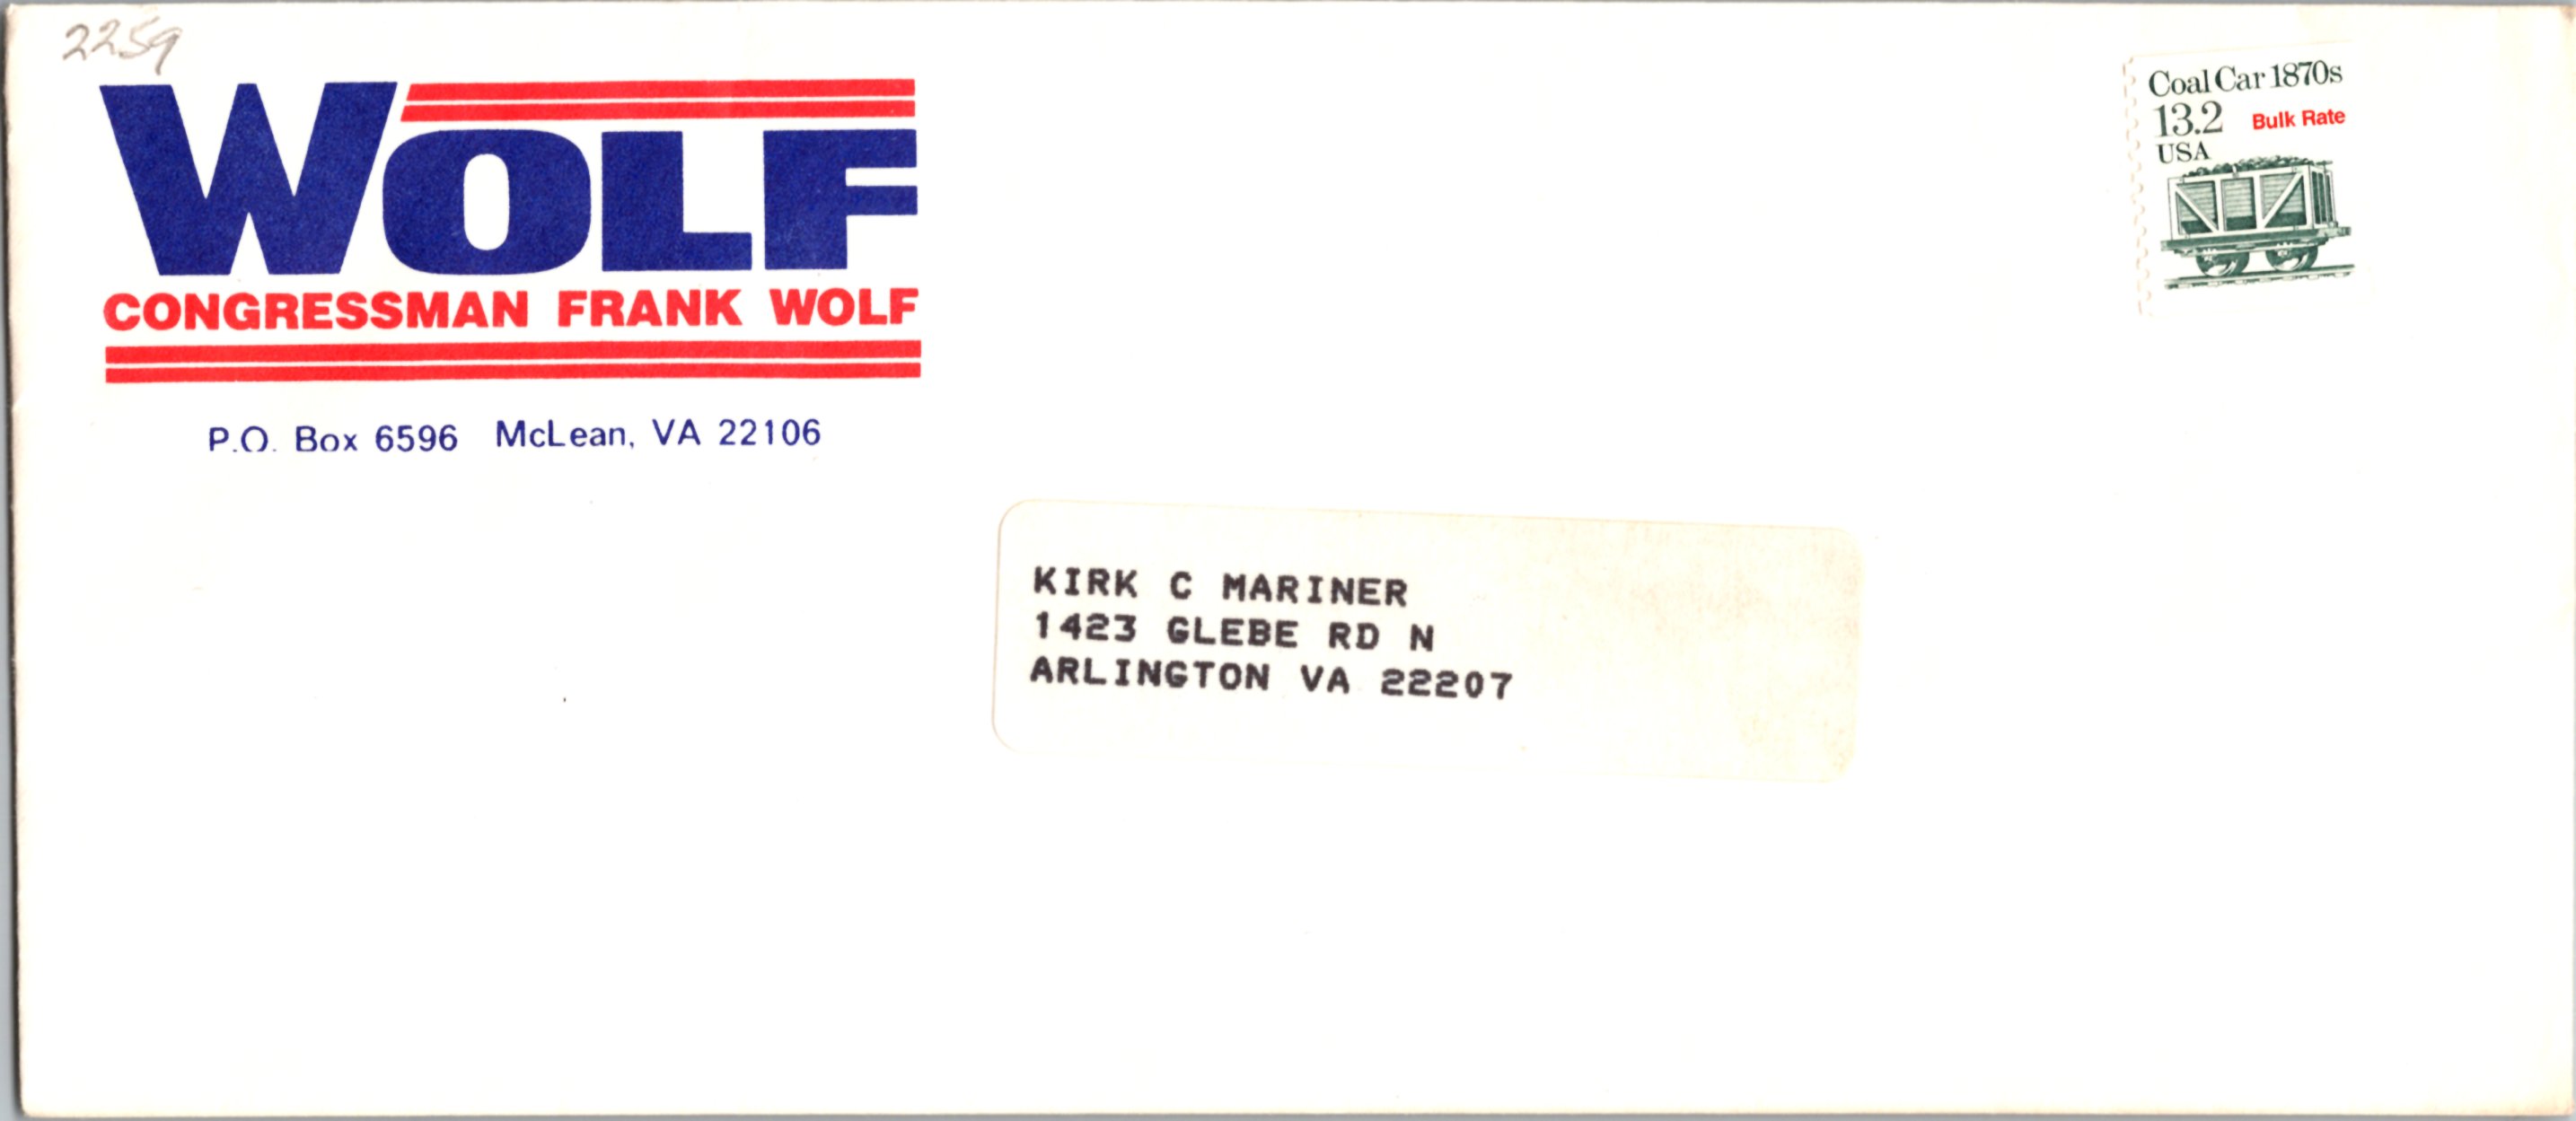 2259
WOLF
CONGRESSMAN FRANK WOLF
P.O. Box 6596 McLean, VA 22106
Coal Car 1870s
13.2 Bulk Rate
USA
KIRK C MARINER
1423 GLEBE RD N
ARLINGTON VA 22207